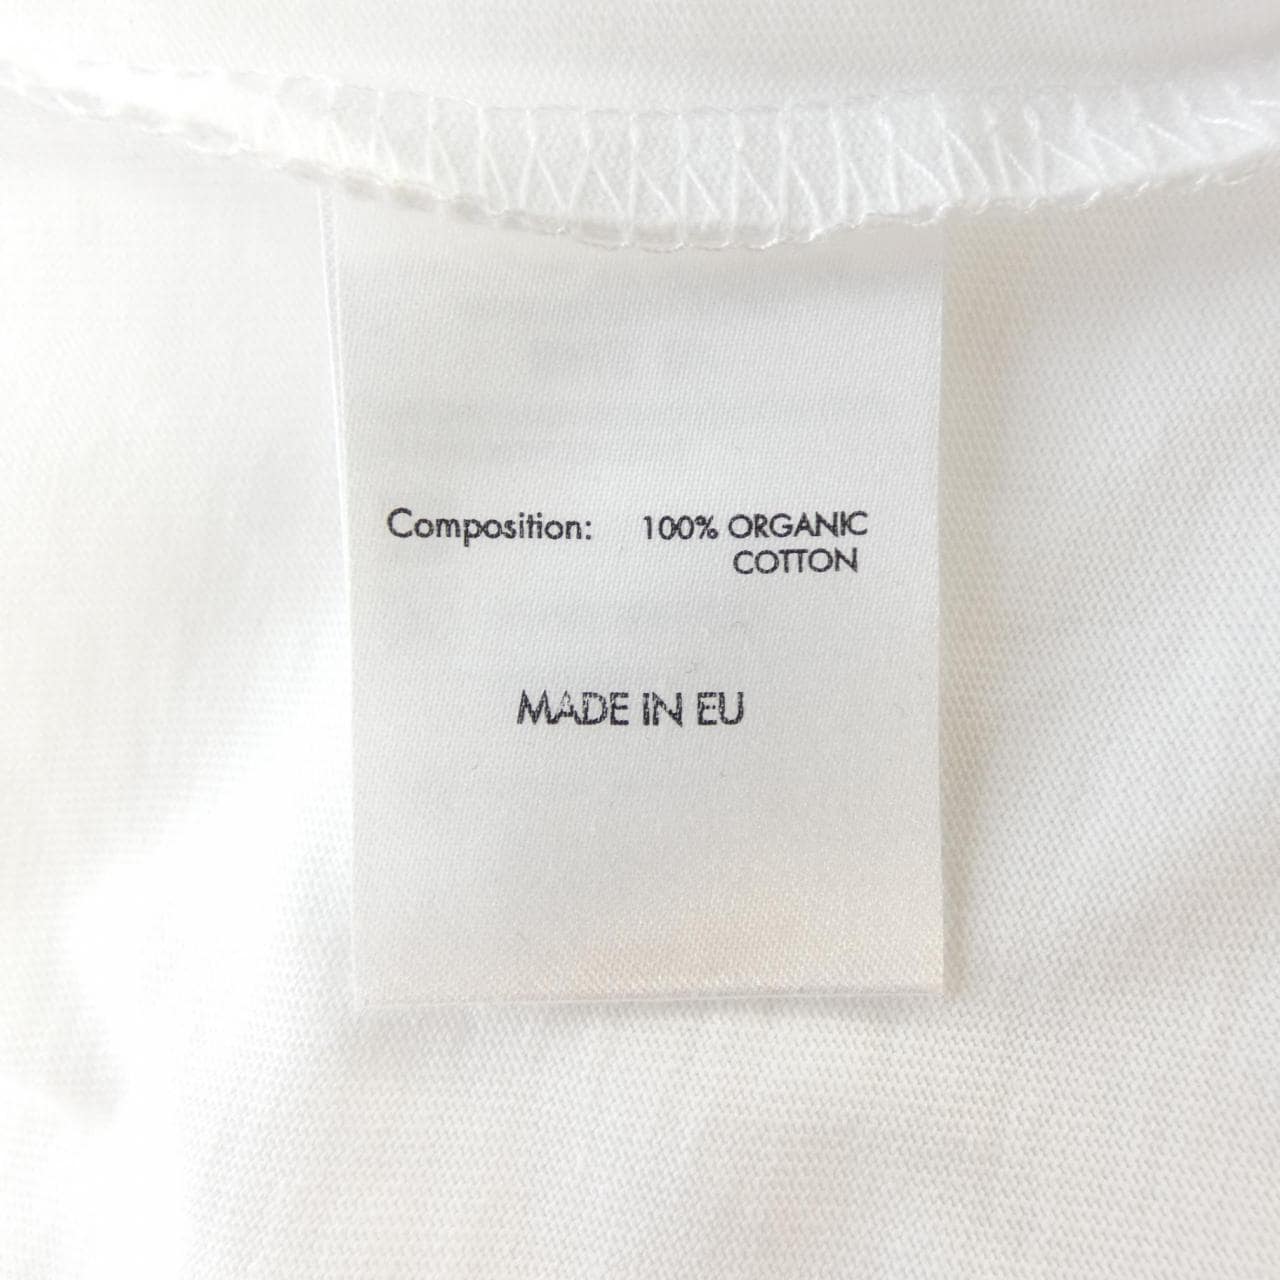 Composition: 100% ORGANIC
COTTON
MADE IN EU